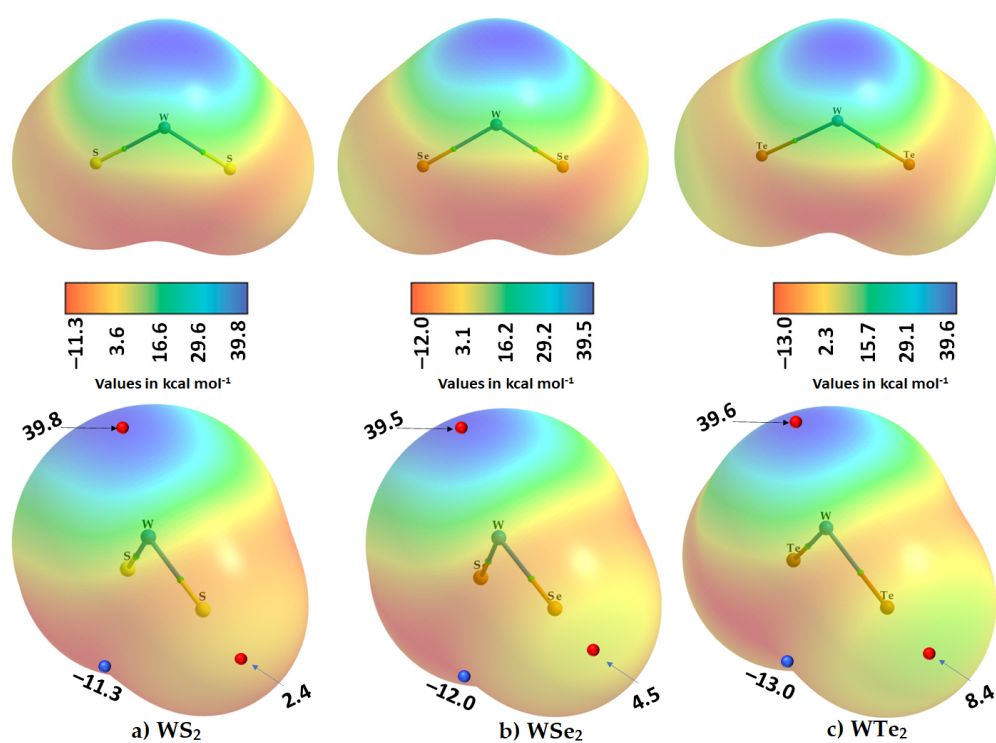 W
S S
W
Se Se
W
Te Te
−11.3 3.6 16.6 29.6 39.8
Values in kcal mol⁻¹
−12.0 3.1 16.2 29.2 39.5
Values in kcal mol⁻¹
−13.0 2.3 15.7 29.1 39.6
Values in kcal mol⁻¹
39.8
W
S
S
−11.3
2.4
a) WS₂
39.5
W
S
Se
−12.0
4.5
b) WSe₂
39.6
W
Te
Te
−13.0
8.4
c) WTe₂